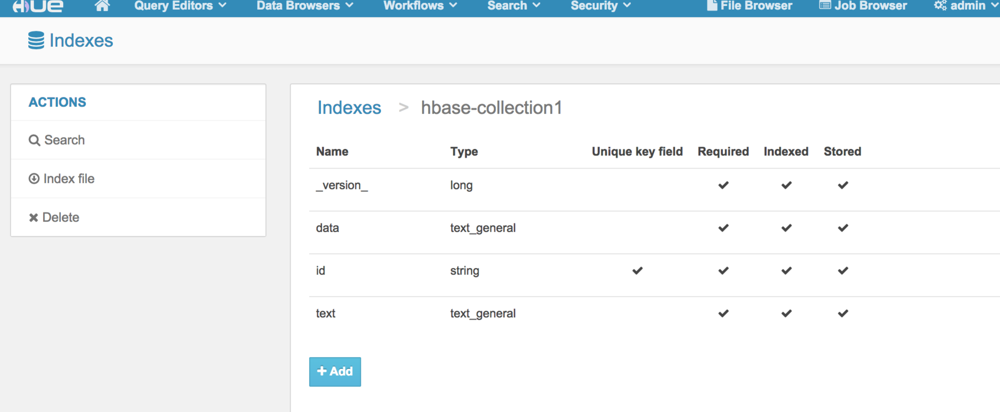 HUE Query Editors Data Browsers Workflows Search Security File Browser Job Browser admin
Indexes
ACTIONS
Search
Index file
Delete
Indexes > hbase-collection1
Name Type Unique key field Required Indexed Stored
_version_ long
data text_general
id string
text text_general
+ Add